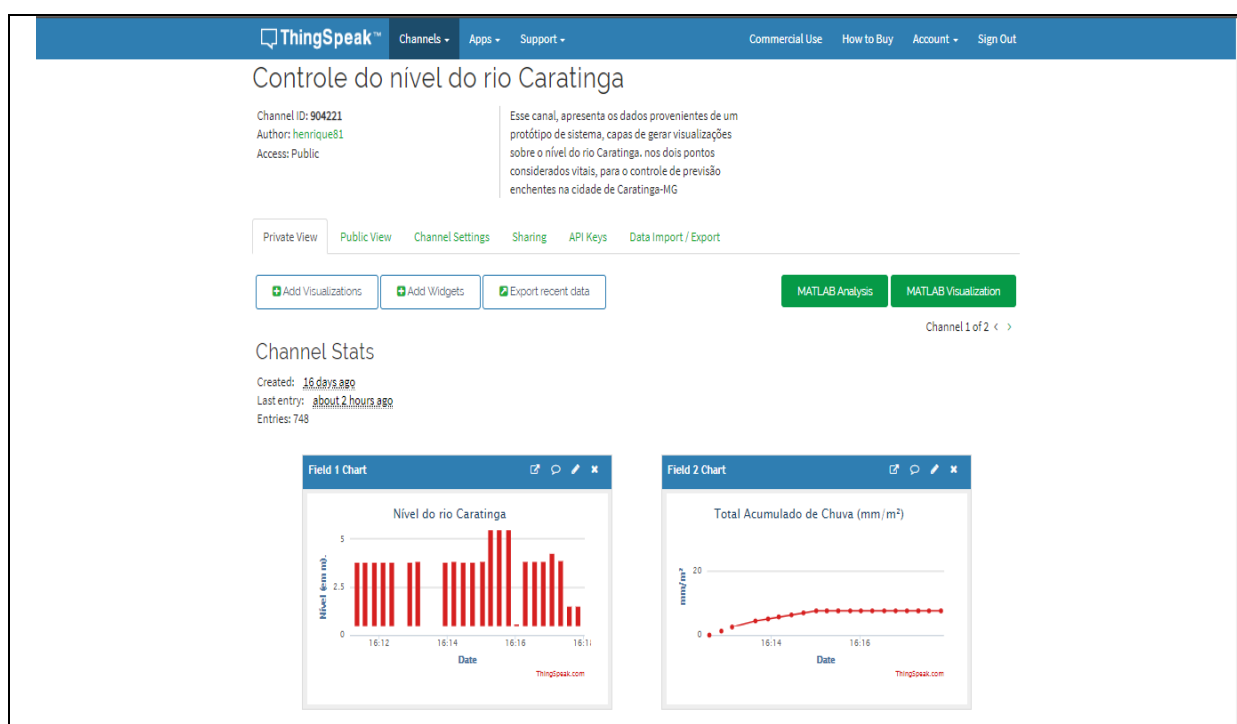 ThingSpeak™ Channels Apps Support Commercial Use How to Buy Account Sign Out
Controle do nível do rio Caratinga
Channel ID: 904221
Author: henrique81
Access: Public
Esse canal, apresenta os dados provenientes de um
protótipo de sistema, capas de gerar visualizações
sobre o nível do rio Caratinga. nos dois pontos
considerados vitais, para o controle de previsão
enchentes na cidade de Caratinga-MG
Private View Public View Channel Settings Sharing API Keys Data Import / Export
Add Visualizations Add Widgets Export recent data MATLAB Analysis MATLAB Visualization
Channel 1 of 2 < >
Channel Stats
Created: 16 days ago
Last entry: about 2 hours ago
Entries: 748
Field 1 Chart
Nível do rio Caratinga
Nível (em m).
5
2.5
0
16:12 16:14 16:16
Date
ThingSpeak.com
Field 2 Chart
Total Acumulado de Chuva (mm/m²)
mm/m²
20
0
16:14 16:16
Date
ThingSpeak.com